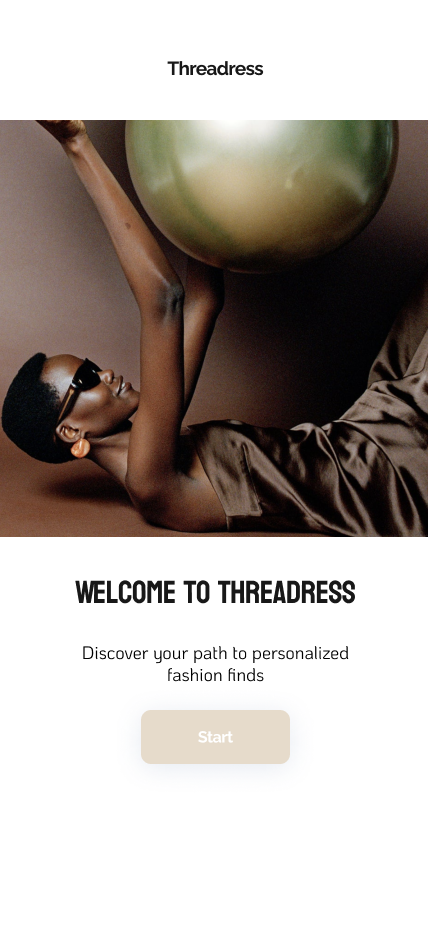 Threadress
WELCOME TO THREADRESS
Discover your path to personalized
fashion finds
Start